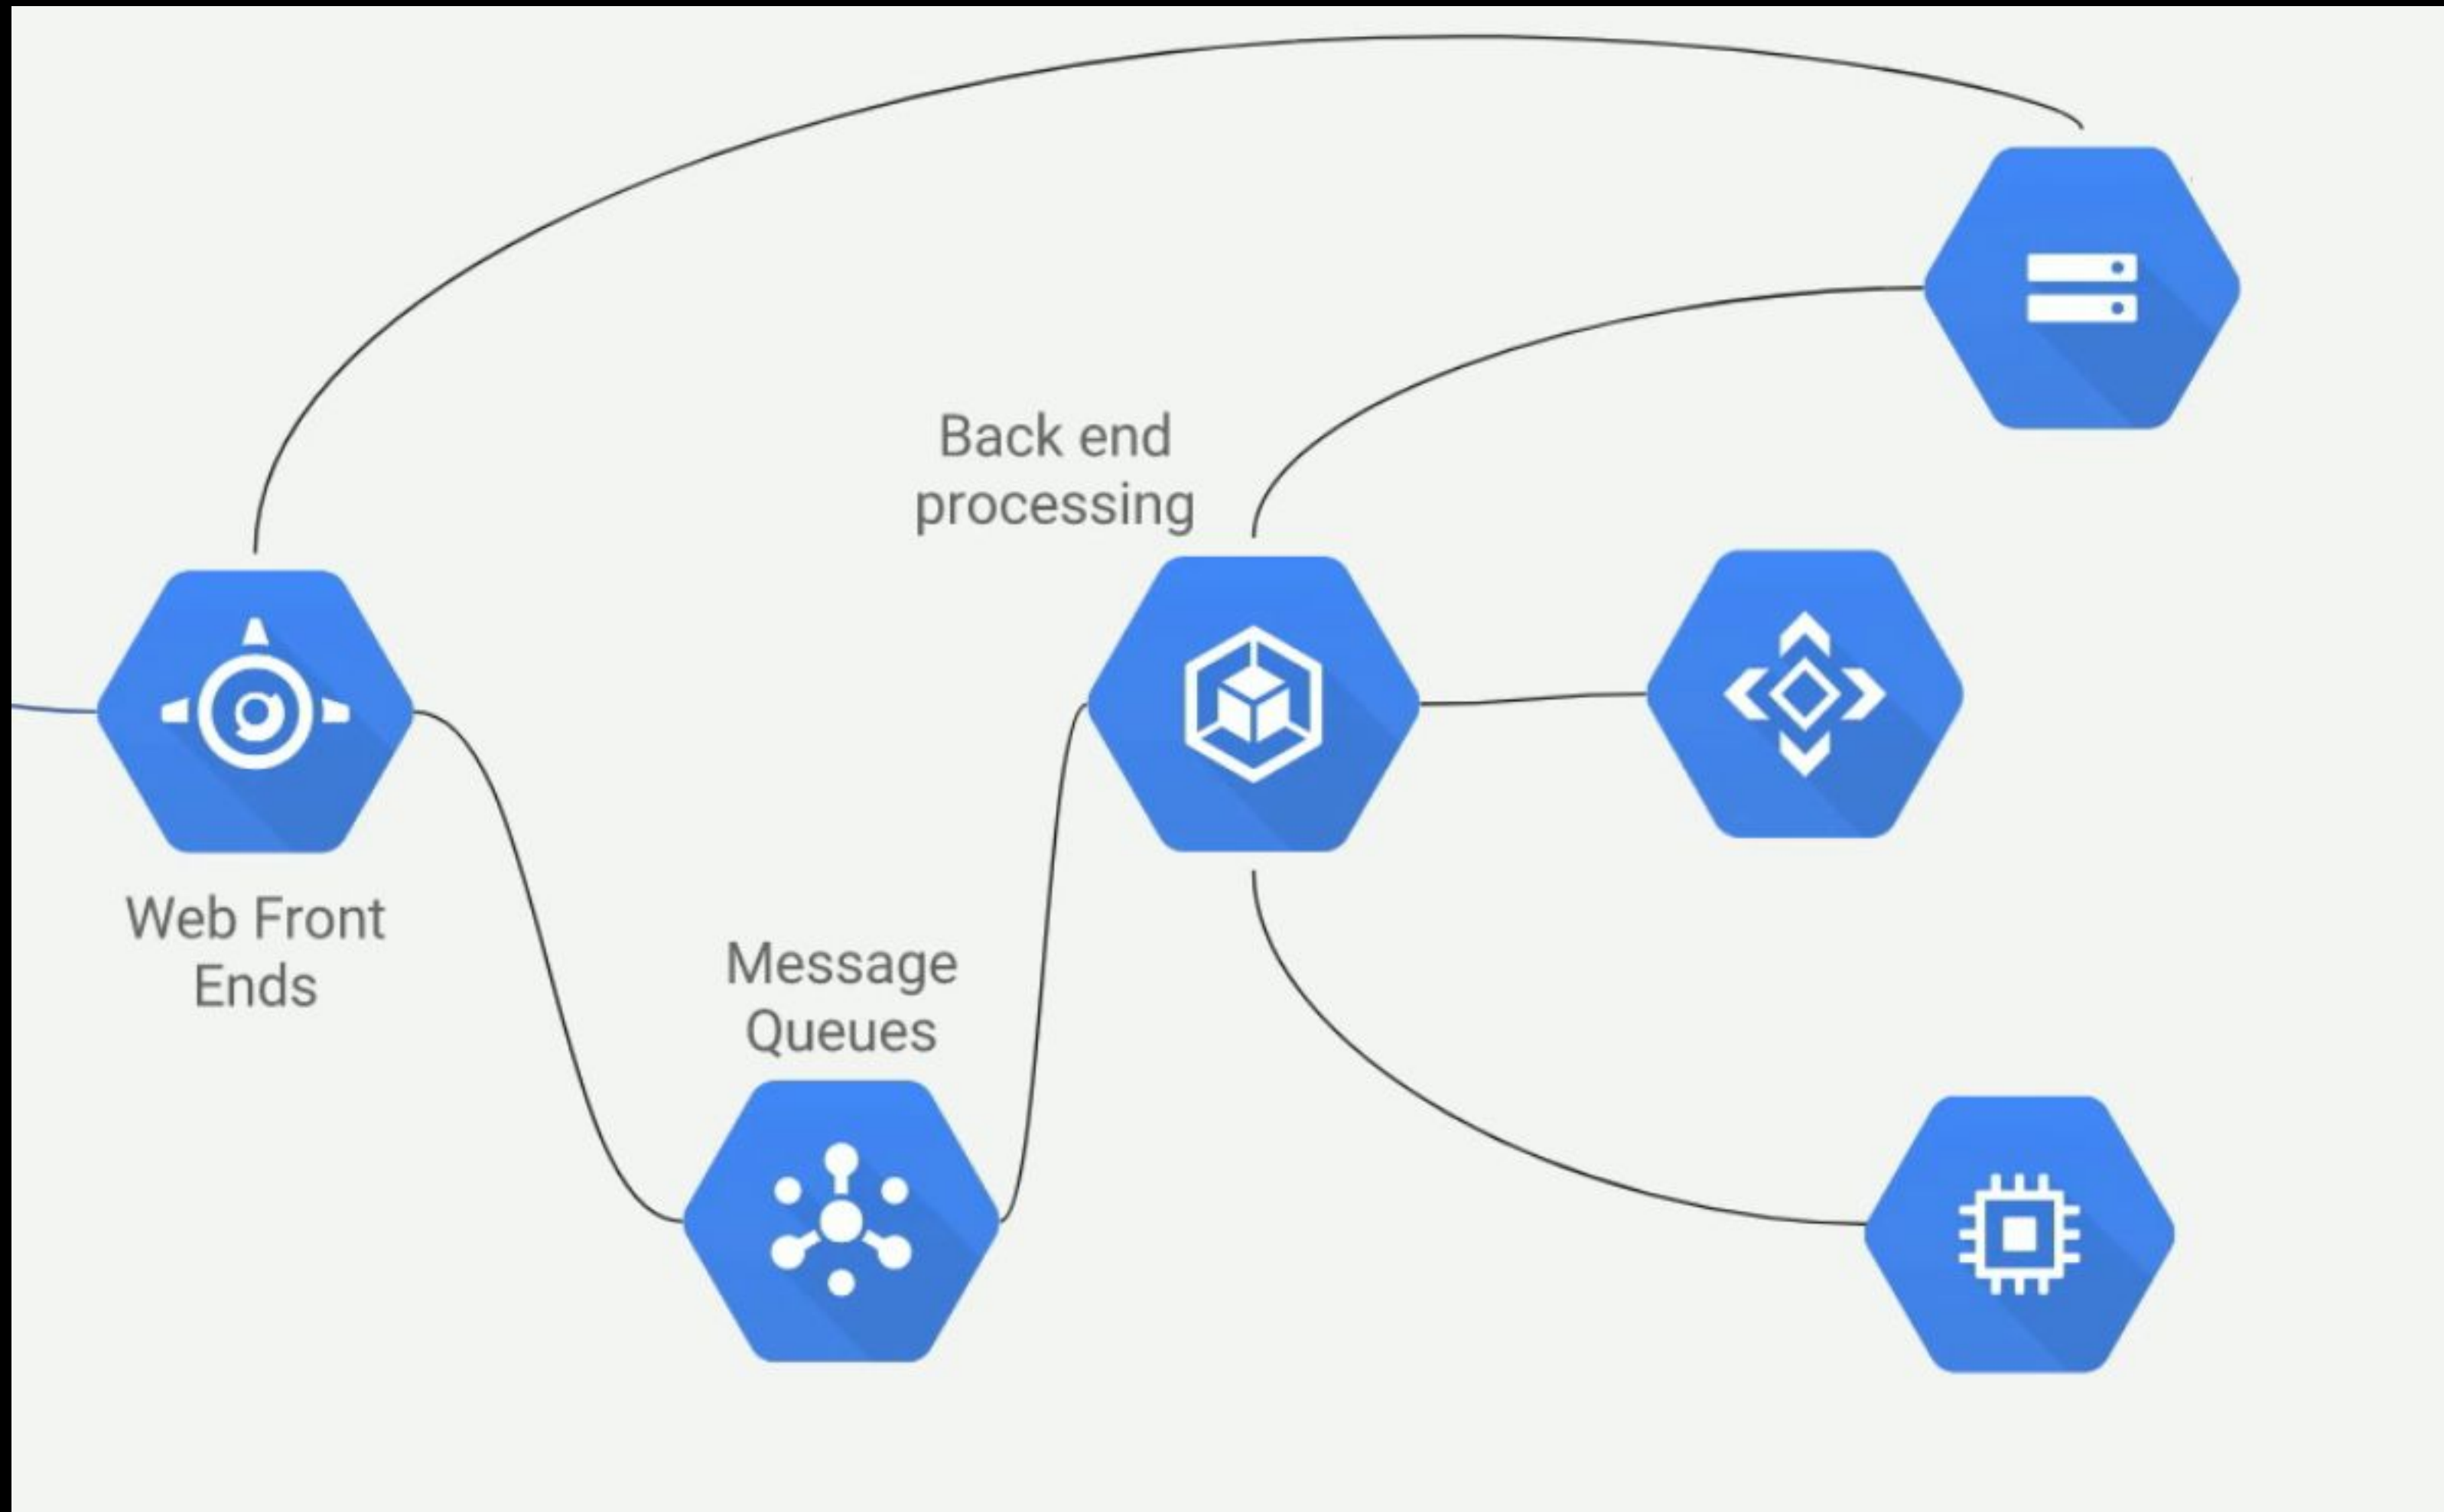 Back end
processing
Web Front
Ends
Message
Queues